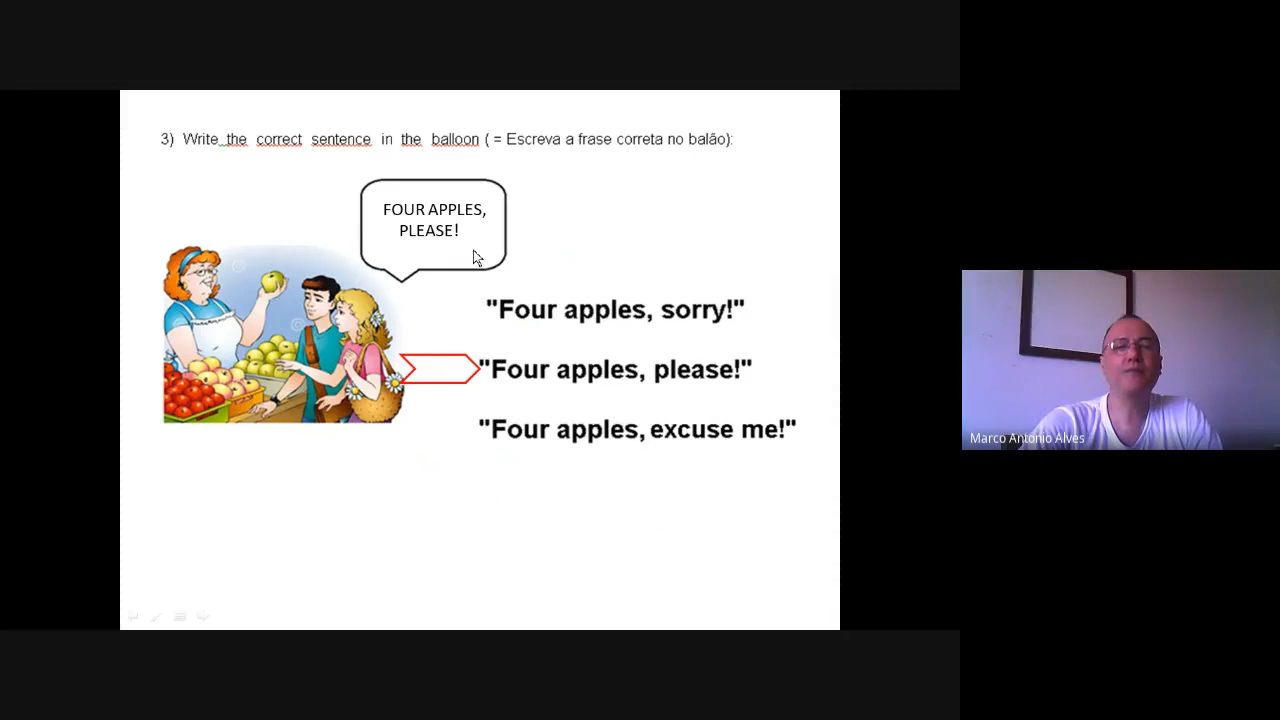 3) Write the correct sentence in the balloon ( = Escreva a frase correta no balão):
FOUR APPLES,
PLEASE!
"Four apples, sorry!"
"Four apples, please!"
"Four apples, excuse me!"
Marco Antonio Alves